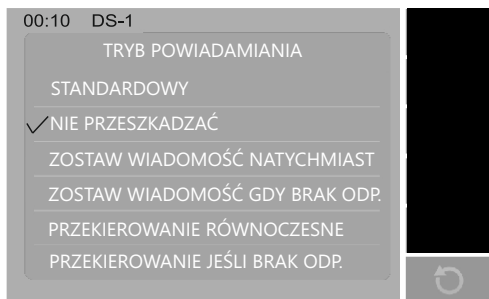 00:10 DS-1
TRYB POWIADAMIANIA
STANDARDOWY
NIE PRZESZKADZAĆ
ZOSTAW WIADOMOŚĆ NATYCHMIAST
ZOSTAW WIADOMOŚĆ GDY BRAK ODP.
PRZEKIEROWANIE RÓWNOCZESNE
PRZEKIEROWANIE JEŚLI BRAK ODP.